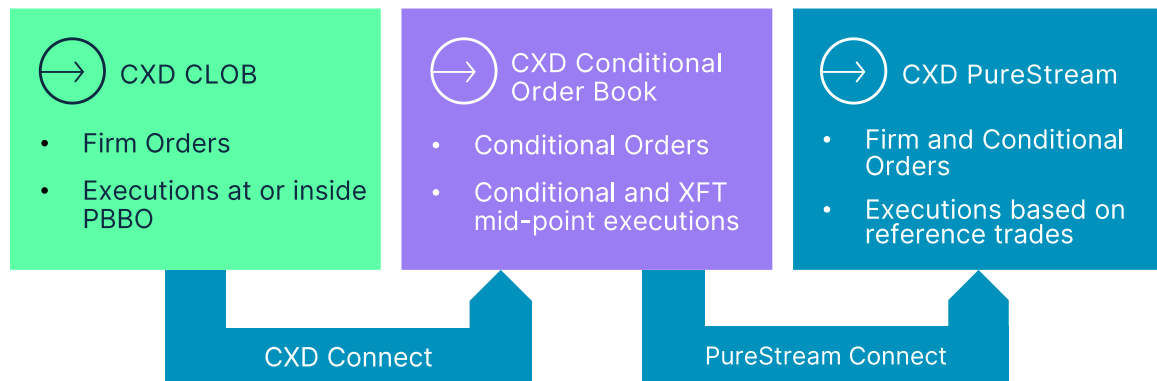 CXD CLOB
• Firm Orders
• Executions at or inside
PBBO
CXD Conditional
Order Book
• Conditional Orders
• Conditional and XFT
mid-point executions
CXD PureStream
• Firm and Conditional
Orders
• Executions based on
reference trades
CXD Connect
PureStream Connect